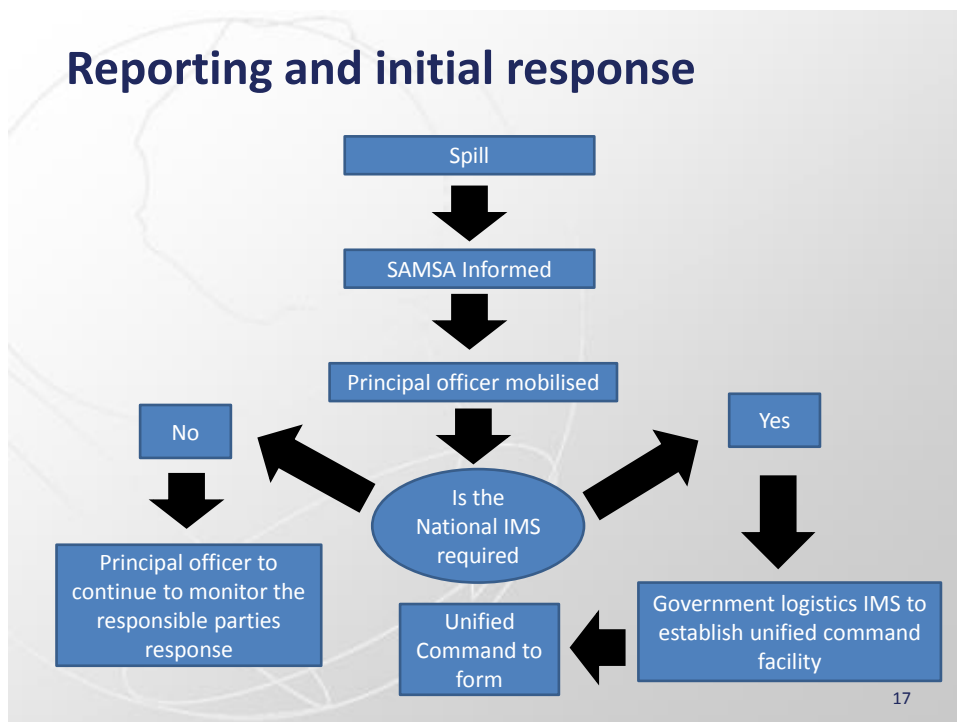 Reporting and initial response
Spill
SAMSA Informed
Principal officer mobilised
No
Yes
Is the
National IMS
required
Principal officer to
continue to monitor the
responsible parties
response
Unified
Command to
form
Government logistics IMS to
establish unified command
facility
17